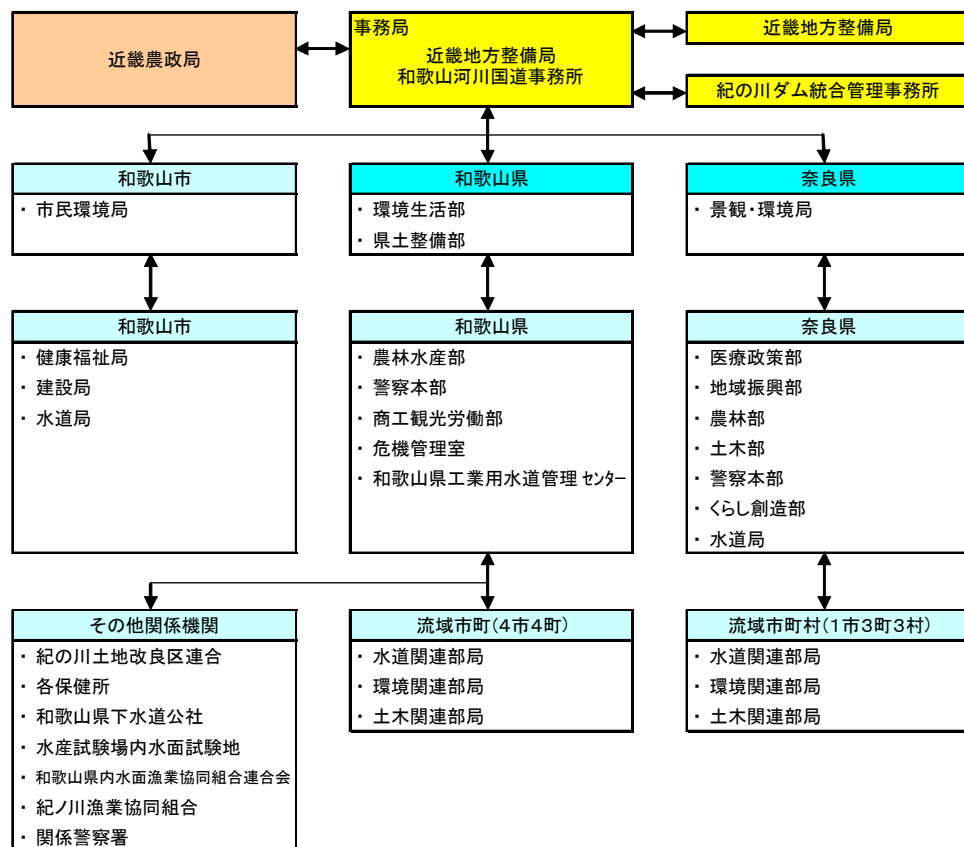 近畿農政局
事務局
近畿地方整備局
和歌山河川国道事務所
近畿地方整備局
紀の川ダム統合管理事務所
和歌山市
・ 市民環境局
和歌山県
・ 環境生活部
・ 県土整備部
奈良県
・ 景観・環境局
和歌山市
・ 健康福祉局
・ 建設局
・ 水道局
和歌山県
・ 農林水産部
・ 警察本部
・ 商工観光労働部
・ 危機管理室
・ 和歌山県工業用水道管理センター
奈良県
・ 医療政策部
・ 地域振興部
・ 農林部
・ 土木部
・ 警察本部
・ くらし創造部
・ 水道局
その他関係機関
・ 紀の川土地改良区連合
・ 各保健所
・ 和歌山県下水道公社
・ 水産試験場内水面試験地
・ 和歌山県内水面漁業協同組合連合会
・ 紀ノ川漁業協同組合
・ 関係警察署
流域市町(4市4町)
・ 水道関連部局
・ 環境関連部局
・ 土木関連部局
流域市町村(1市3町3村)
・ 水道関連部局
・ 環境関連部局
・ 土木関連部局